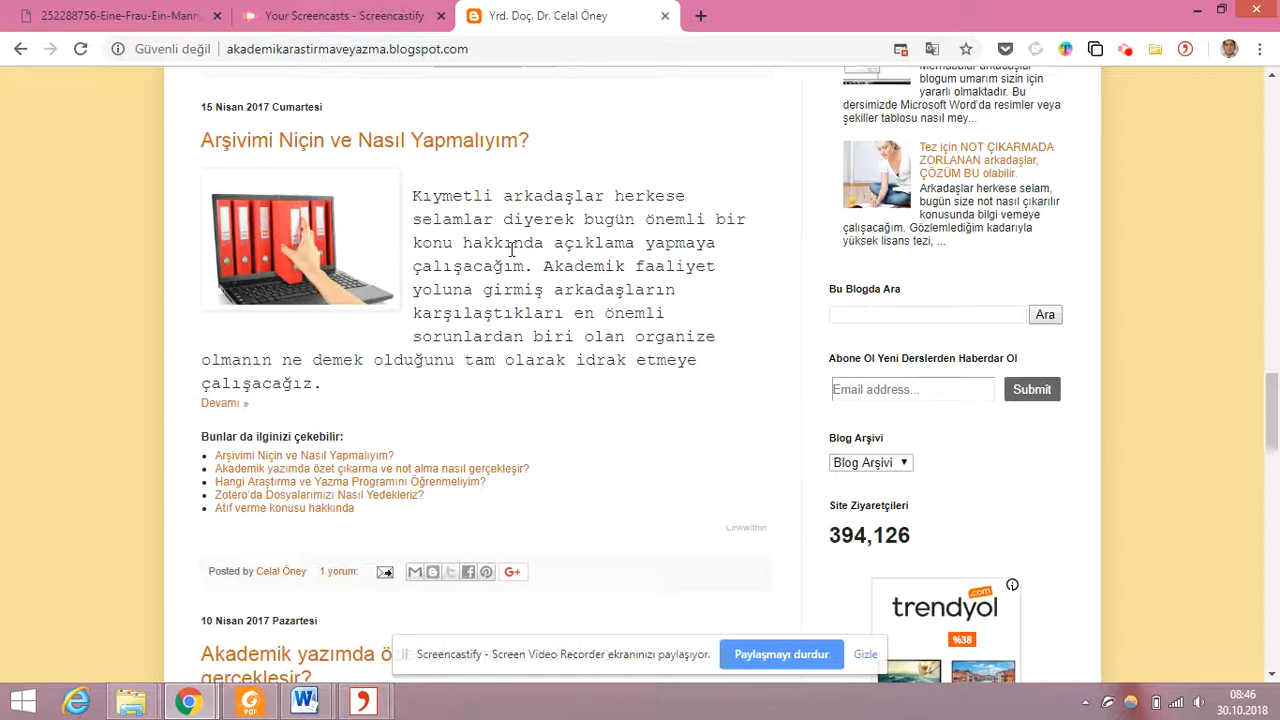 252288756-Eine-Frau-Ein-Mann
Your Screencasts - Screencastify
Yrd. Doç. Dr. Celal Öney
Güvenli değil
akademikarastirmaveyazma.blogspot.com
15 Nisan 2017 Cumartesi
Arşivimi Niçin ve Nasıl Yapmalıyım?
Kıymetli arkadaşlar herkese
selamlar diyerek bugün önemli bir
konu hakkında açıklama yapmaya
çalışacağım. Akademik faaliyet
yoluna girmiş arkadaşların
karşılaştıkları en önemli
sorunlardan biri olan organize
olmanın ne demek olduğunu tam olarak idrak etmeye
çalışacağız.
Devamı »
Bunlar da ilginizi çekebilir:
Arşivimi Niçin ve Nasıl Yapmalıyım?
Akademik yazımda özet çıkarma ve not alma nasıl gerçekleşir?
Hangi Araştırma ve Yazma Programını Öğrenmeliyim?
Zotero'da Dosyalarımızı Nasıl Yedekleriz?
Atıf verme konusu hakkında
Linkwithin
Posted by Celal Öney 1 yorum:
G+
10 Nisan 2017 Pazartesi
Akademik yazımda ö
gerçekleşir?
Merhabalar arkadaşlar
blogum umarım sizin için
yararlı olmaktadır. Bu
dersimizde Microsoft Word'da resimler veya
şekiller tablosu nasıl mey...
Tez için NOT ÇIKARMADA
ZORLANAN arkadaşlar,
ÇÖZÜM BU olabilir.
Arkadaşlar herkese selam,
bugün size not nasıl çıkarılır
konusunda bilgi vemeye
çalışacağım. Gözlemlediğim kadarıyla
yüksek lisans tezi, ...
Bu Blogda Ara
Ara
Abone Ol Yeni Derslerden Haberdar Ol
Email address...
Submit
Blog Arşivi
Blog Arşivi
Site Ziyaretçileri
394,126
trendyol
.com
%38
Screencastify - Screen Video Recorder ekranınızı paylaşıyor.
Paylaşmayı durdur
Gizle
PDF
08:46
30.10.2018